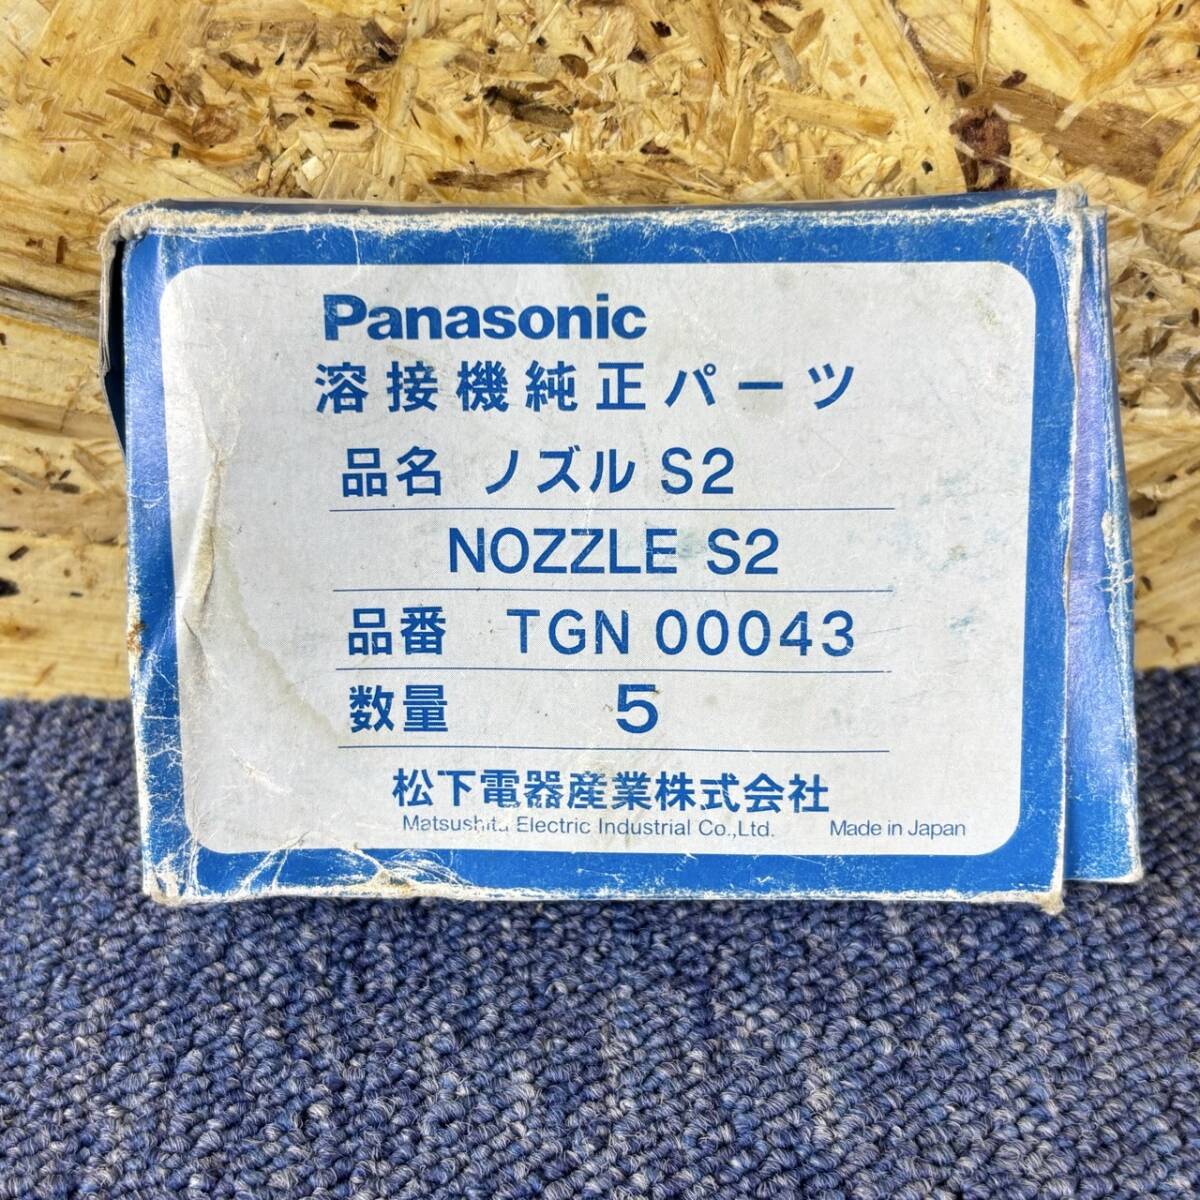 Panasonic
溶接機純正パーツ
品名 ノズル S2
NOZZLE S2
品番 TGN 00043
数量 5
松下電器産業株式会社
Matsushita Electric Industrial Co.,Ltd. Made in Japan